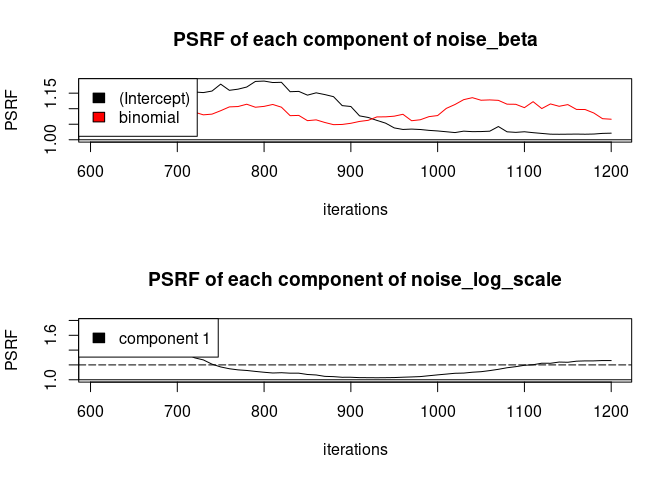 PSRF of each component of noise_beta
PSRF
1.00 1.15
(Intercept)
binomial
600 700 800 900 1000 1100 1200
iterations
PSRF of each component of noise_log_scale
PSRF
1.0 1.6
component 1
600 700 800 900 1000 1100 1200
iterations